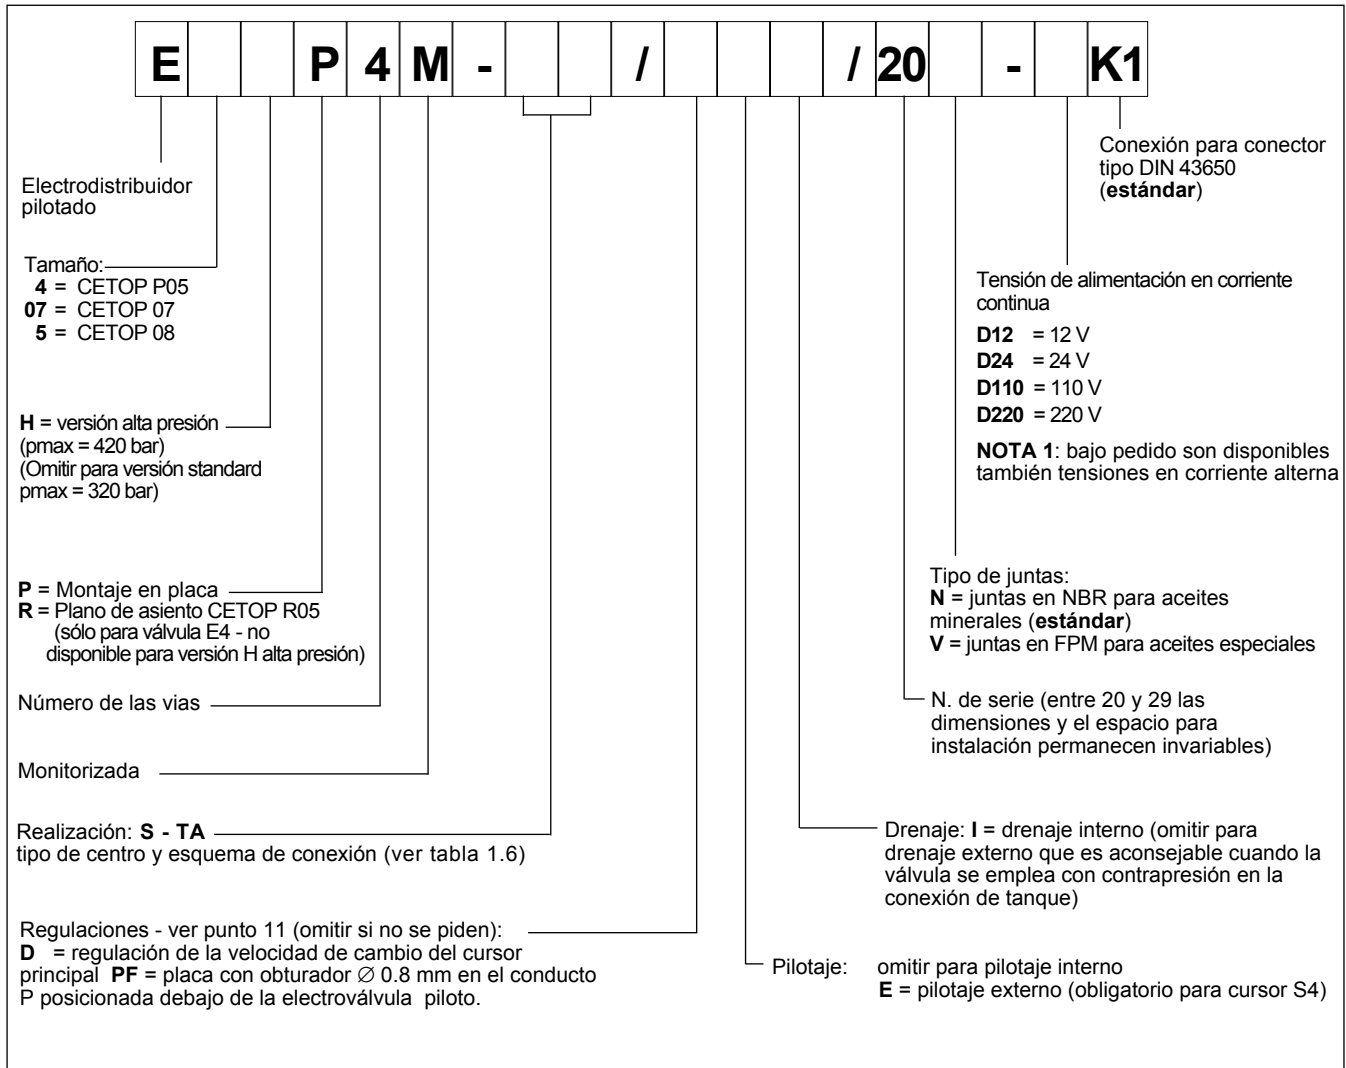 E P 4 M - / / 20 - K1
Conexión para conector
tipo DIN 43650
(estándar)
Electrodistribuidor
pilotado
Tamaño:
4 = CETOP P05
07 = CETOP 07
5 = CETOP 08
Tensión de alimentación en corriente
continua
D12 = 12 V
D24 = 24 V
D110 = 110 V
D220 = 220 V
NOTA 1: bajo pedido son disponibles
también tensiones en corriente alterna
H = versión alta presión
(pmax = 420 bar)
(Omitir para versión standard
pmax = 320 bar)
P = Montaje en placa
R = Plano de asiento CETOP R05
(sólo para válvula E4 - no
disponible para versión H alta presión)
Tipo de juntas:
N = juntas en NBR para aceites
minerales (estándar)
V = juntas en FPM para aceites especiales
Número de las vias
N. de serie (entre 20 y 29 las
dimensiones y el espacio para
instalación permanecen invariables)
Monitorizada
Realización: S - TA
tipo de centro y esquema de conexión (ver tabla 1.6)
Drenaje: I = drenaje interno (omitir para
drenaje externo que es aconsejable cuando la
válvula se emplea con contrapresión en la
conexión de tanque)
Regulaciones - ver punto 11 (omitir si no se piden):
D = regulación de la velocidad de cambio del cursor
principal PF = placa con obturador ∅ 0.8 mm en el conducto
P posicionada debajo de la electroválvula piloto.
Pilotaje: omitir para pilotaje interno
E = pilotaje externo (obligatorio para cursor S4)